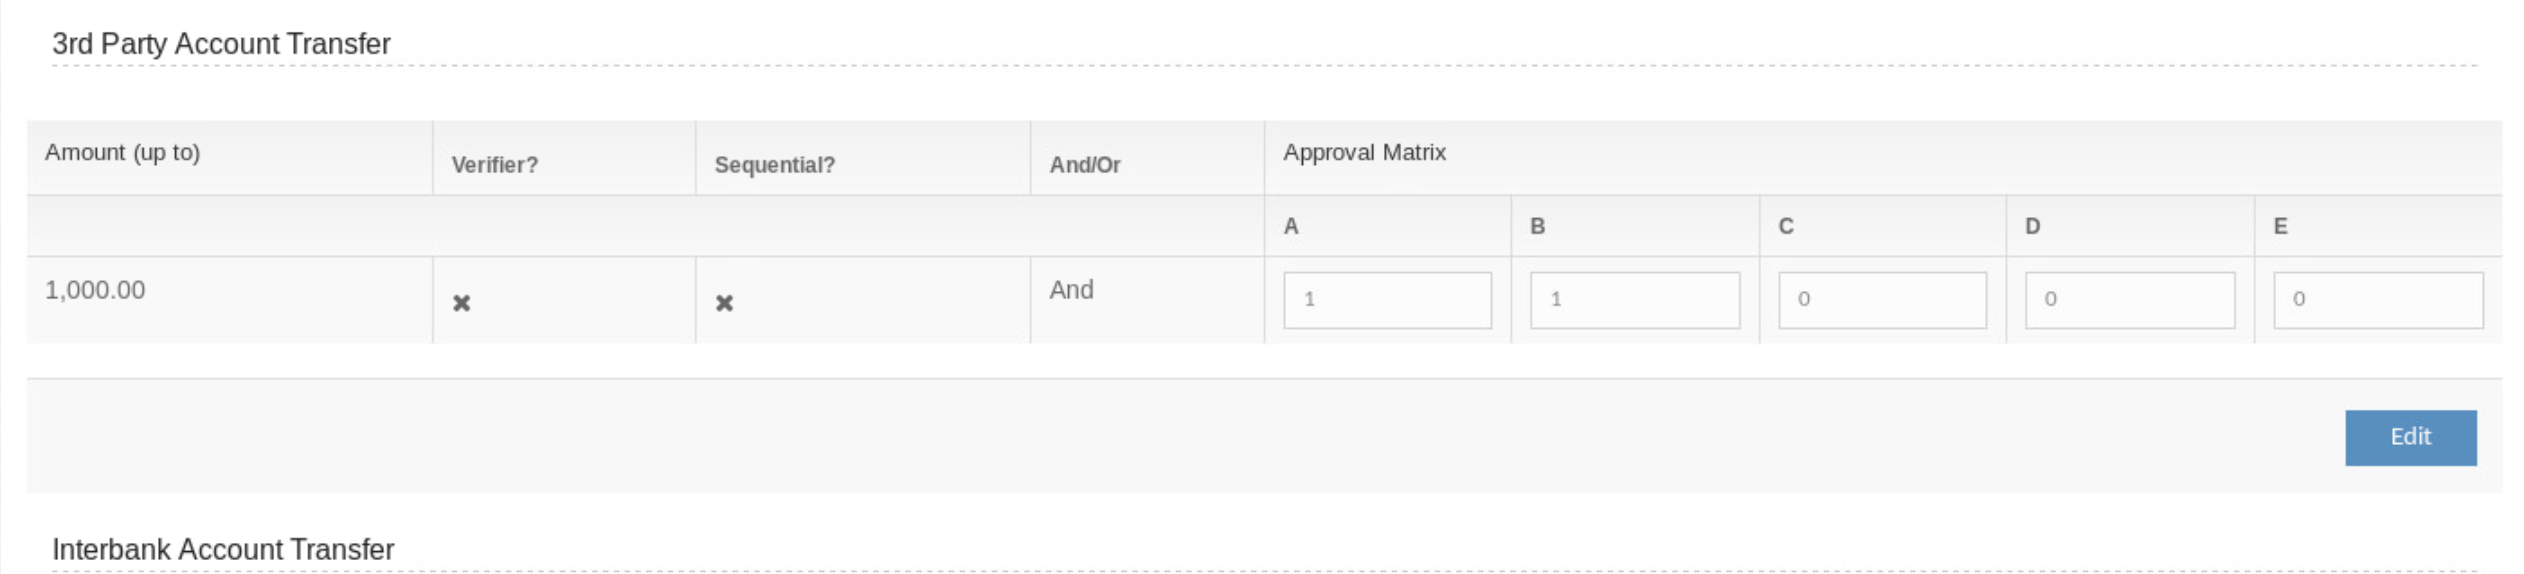 3rd Party Account Transfer
Amount (up to) Verifier? Sequential? And/Or Approval Matrix
A B C D E
1,000.00 And 1 1 0 0 0
Edit
Interbank Account Transfer